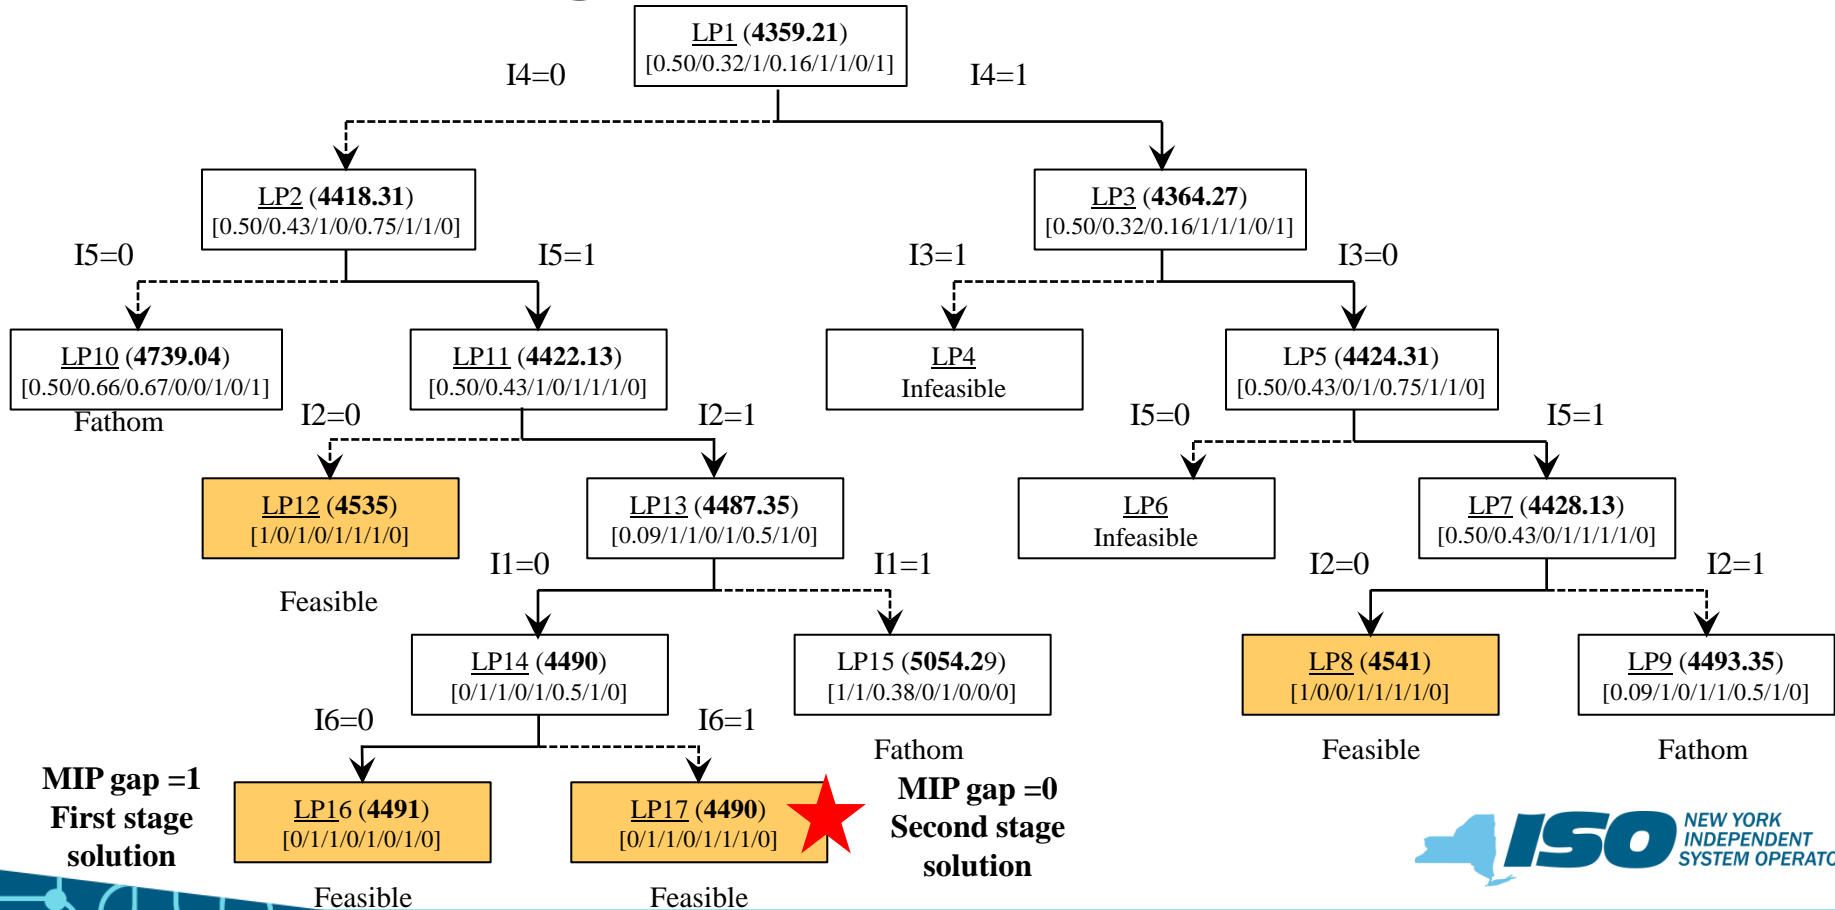 LP1 (4359.21)
[0.50/0.32/1/0.16/1/1/0/1]
I4=0
I4=1
LP2 (4418.31)
[0.50/0.43/1/0/0.75/1/1/0]
LP3 (4364.27)
[0.50/0.32/0.16/1/1/1/0/1]
I5=0
I5=1
I3=1
I3=0
LP10 (4739.04)
[0.50/0.66/0.67/0/0/1/0/1]
Fathom
LP11 (4422.13)
[0.50/0.43/1/0/1/1/1/0]
LP4
Infeasible
LP5 (4424.31)
[0.50/0.43/0/1/0.75/1/1/0]
I2=0
I2=1
I5=0
I5=1
LP12 (4535)
[1/0/1/0/1/1/1/0]
Feasible
LP13 (4487.35)
[0.09/1/1/0/1/0.5/1/0]
LP6
Infeasible
LP7 (4428.13)
[0.50/0.43/0/1/1/1/1/0]
I1=0
I1=1
I2=0
I2=1
LP14 (4490)
[0/1/1/0/1/0.5/1/0]
LP15 (5054.29)
[1/1/0.38/0/1/0/0/0]
Fathom
LP8 (4541)
[1/0/0/1/1/1/1/0]
Feasible
LP9 (4493.35)
[0.09/1/0/1/1/0.5/1/0]
Fathom
I6=0
I6=1
MIP gap =1
First stage
solution
LP16 (4491)
[0/1/1/0/1/0/1/0]
Feasible
LP17 (4490)
[0/1/1/0/1/1/1/0]
Feasible
MIP gap =0
Second stage
solution
ISO
NEW YORK
INDEPENDENT
SYSTEM OPERATO